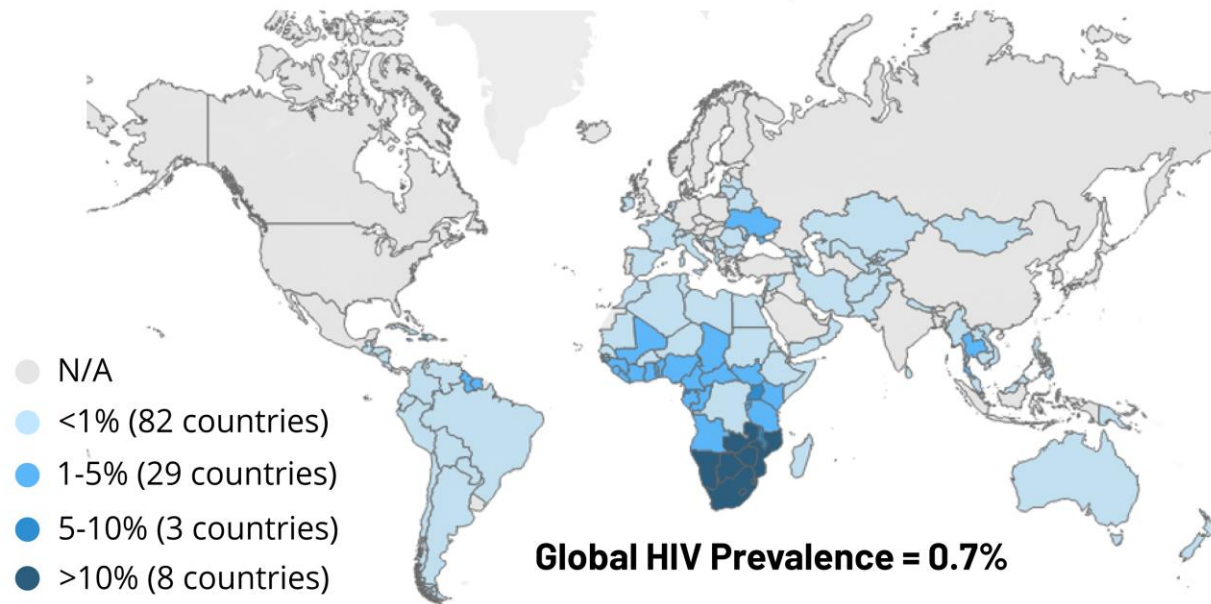 N/A
<1% (82 countries)
1-5% (29 countries)
5-10% (3 countries)
>10% (8 countries)
Global HIV Prevalence = 0.7%